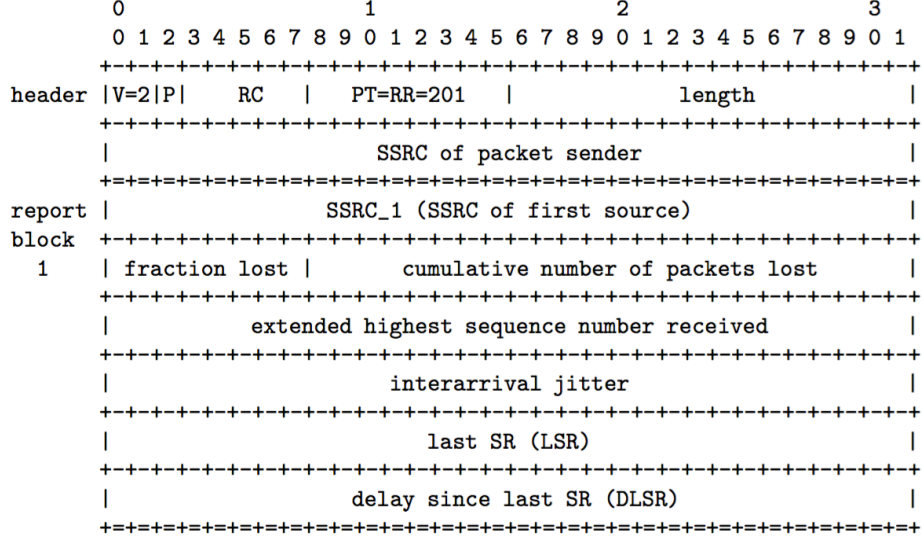 0                   1                   2                   3
 0 1 2 3 4 5 6 7 8 9 0 1 2 3 4 5 6 7 8 9 0 1 2 3 4 5 6 7 8 9 0 1
+-+-+-+-+-+-+-+-+-+-+-+-+-+-+-+-+-+-+-+-+-+-+-+-+-+-+-+-+-+-+-+-+
header |V=2|P|    RC   |   PT=RR=201   |             length            |
+-+-+-+-+-+-+-+-+-+-+-+-+-+-+-+-+-+-+-+-+-+-+-+-+-+-+-+-+-+-+-+-+
|                     SSRC of packet sender                     |
+=+=+=+=+=+=+=+=+=+=+=+=+=+=+=+=+=+=+=+=+=+=+=+=+=+=+=+=+=+=+=+=+
report |                 SSRC_1 (SSRC of first source)                 |
block  +-+-+-+-+-+-+-+-+-+-+-+-+-+-+-+-+-+-+-+-+-+-+-+-+-+-+-+-+-+-+-+-+
1    | fraction lost |       cumulative number of packets lost       |
+-+-+-+-+-+-+-+-+-+-+-+-+-+-+-+-+-+-+-+-+-+-+-+-+-+-+-+-+-+-+-+-+
|           extended highest sequence number received           |
+-+-+-+-+-+-+-+-+-+-+-+-+-+-+-+-+-+-+-+-+-+-+-+-+-+-+-+-+-+-+-+-+
|                      interarrival jitter                      |
+-+-+-+-+-+-+-+-+-+-+-+-+-+-+-+-+-+-+-+-+-+-+-+-+-+-+-+-+-+-+-+-+
|                         last SR (LSR)                         |
+-+-+-+-+-+-+-+-+-+-+-+-+-+-+-+-+-+-+-+-+-+-+-+-+-+-+-+-+-+-+-+-+
|                   delay since last SR (DLSR)                  |
+=+=+=+=+=+=+=+=+=+=+=+=+=+=+=+=+=+=+=+=+=+=+=+=+=+=+=+=+=+=+=+=+